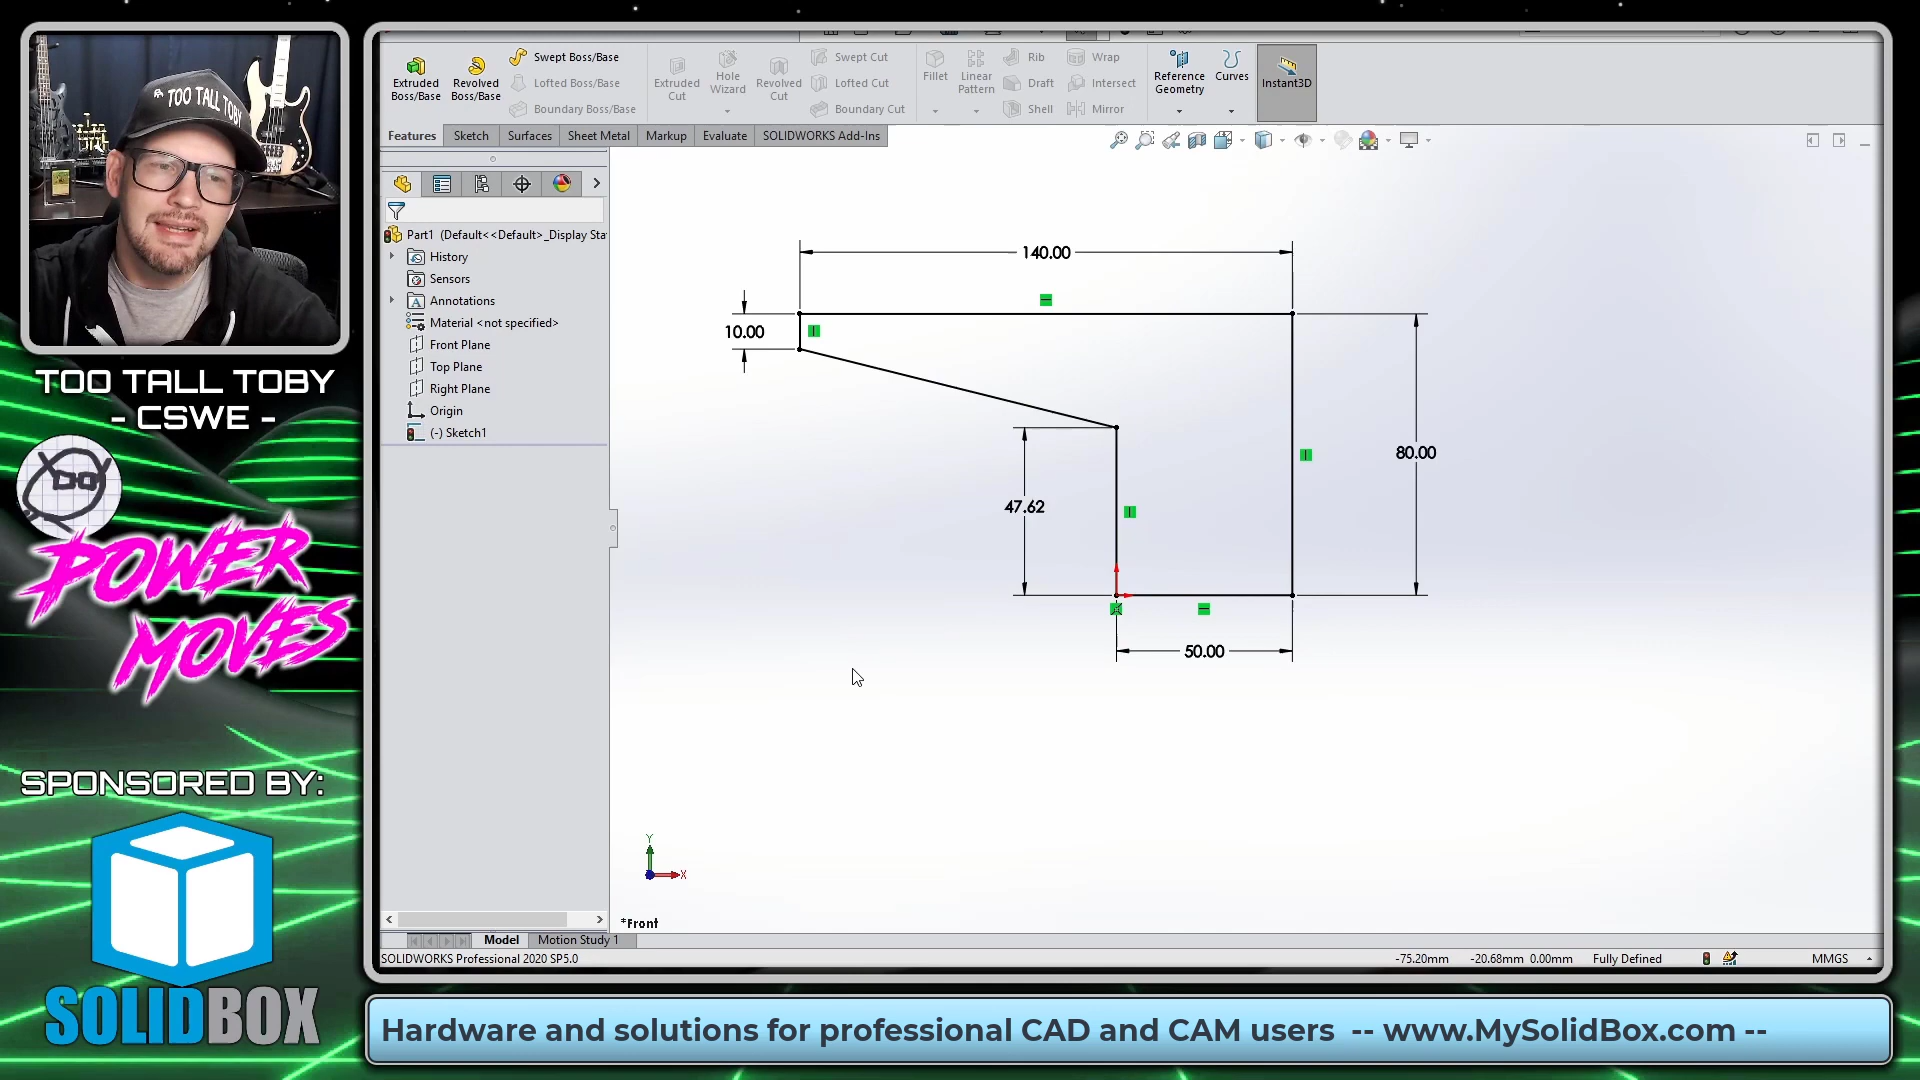 TOO TALL TOBY
TOO TALL TOBY
- CSWE -
POWER
MOVES
SPONSORED BY:
SOLIDBOX
Extruded Boss/Base
Revolved Boss/Base
Swept Boss/Base
Lofted Boss/Base
Boundary Boss/Base
Extruded Cut
Hole Wizard
Revolved Cut
Swept Cut
Lofted Cut
Boundary Cut
Fillet
Linear Pattern
Rib
Draft
Shell
Wrap
Intersect
Mirror
Reference Geometry
Curves
Instant3D
Features
Sketch
Surfaces
Sheet Metal
Markup
Evaluate
SOLIDWORKS Add-Ins
Part1 (Default<<Default>_Display Sta
History
Sensors
Annotations
Material <not specified>
Front Plane
Top Plane
Right Plane
Origin
(-) Sketch1
140.00
10.00
80.00
47.62
50.00
Y
X
*Front
Model
Motion Study 1
SOLIDWORKS Professional 2020 SP5.0
-75.20mm
-20.68mm 0.00mm
Fully Defined
MMGS
Hardware and solutions for professional CAD and CAM users -- www.MySolidBox.com --